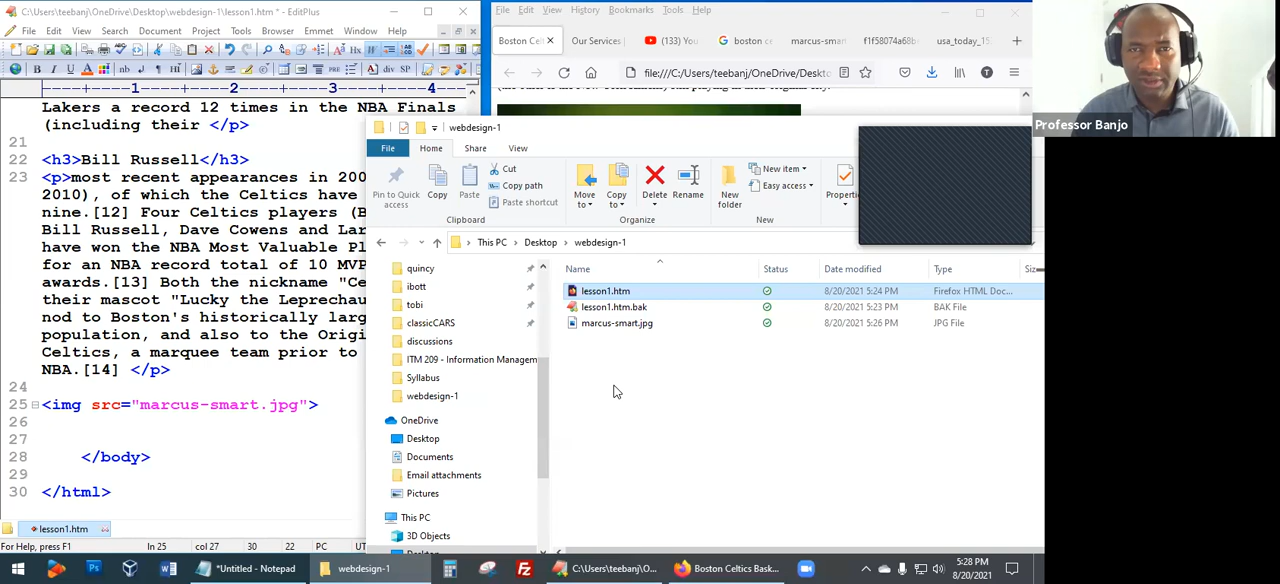 C:\Users\teebanj\OneDrive\Desktop\webdesign-1\lesson1.htm * - EditPlus
File Edit View Search Document Project Tools Browser Emmet Window Help
----+----1----+----2----+----3----+----4----
Lakers a record 12 times in the NBA Finals
(including their </p>
21
22 <h3>Bill Russell</h3>
23 <p>most recent appearances in 200
2010), of which the Celtics have
nine.[12] Four Celtics players (B
Bill Russell, Dave Cowens and Lar
have won the NBA Most Valuable Pl
for an NBA record total of 10 MVP
awards.[13] Both the nickname "Ce
their mascot "Lucky the Leprechau
nod to Boston's historically larg
population, and also to the Origi
Celtics, a marquee team prior to
NBA.[14] </p>
24
25 <img src="marcus-smart.jpg">
26
27
28 </body>
29
30 </html>
lesson1.htm
For Help, press F1 ln 25 col 27 30 22 PC UT
File Edit View History Bookmarks Tools Help
Boston Cel Our Services (133) You boston ce marcus-sma f1f58074a68b usa_today_15
file:///C:/Users/teebanj/OneDrive/Deskto
webdesign-1
File Home Share View
Pin to Quick access
Copy
Paste
Cut
Copy path
Paste shortcut
Move to
Copy to
Delete
Rename
New folder
New item
Easy access
Properti
Clipboard Organize New
This PC > Desktop > webdesign-1
Name Status Date modified Type Siz
lesson1.htm 8/20/2021 5:24 PM Firefox HTML Doc...
lesson1.htm.bak 8/20/2021 5:23 PM BAK File
marcus-smart.jpg 8/20/2021 5:26 PM JPG File
quincy
ibott
tobi
classicCARS
discussions
ITM 209 - Information Managem
Syllabus
webdesign-1
OneDrive
Desktop
Documents
Email attachments
Pictures
This PC
3D Objects
Desktop
Professor Banjo
*Untitled - Notepad
webdesign-1
C:\Users\teebanj\O...
Boston Celtics Bask...
5:28 PM
8/20/2021